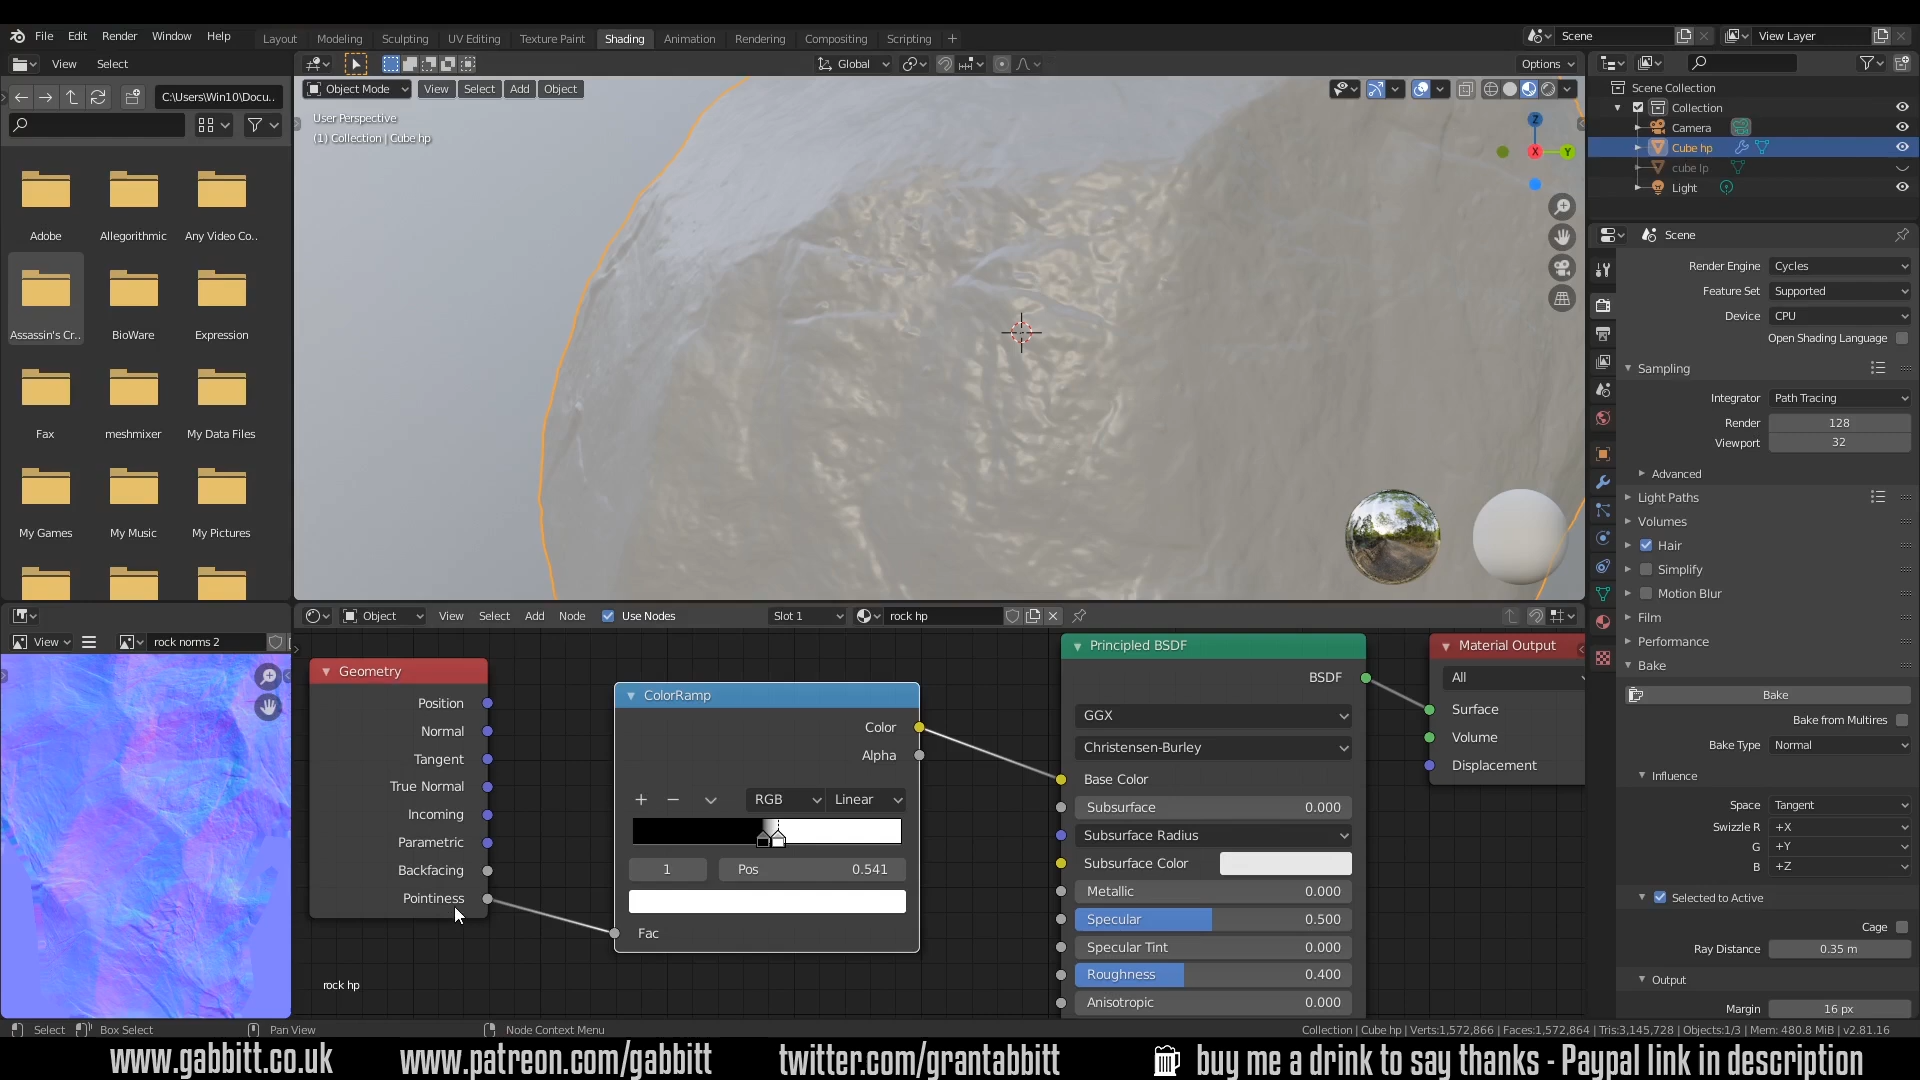 File Edit Render Window Help
Layout Modeling Sculpting UV Editing Texture Paint Shading Animation Rendering Compositing Scripting +
Scene
View Layer
View Select
Global
Options
C:\Users\Win10\Docu..
Object Mode View Select Add Object
User Perspective
(1) Collection | Cube hp
Z
X
Y
Adobe
Allegorithmic
Any Video Co..
Assassin's Cr..
BioWare
Expression
Fax
meshmixer
My Data Files
My Games
My Music
My Pictures
Scene Collection
Collection
Camera
Cube hp
cube lp
Light
Scene
Render Engine Cycles
Feature Set Supported
Device CPU
Open Shading Language
Sampling
Integrator Path Tracing
Render 128
Viewport 32
Advanced
Light Paths
Volumes
Hair
Simplify
Motion Blur
Film
Performance
Bake
Bake
Bake from Multires
Bake Type Normal
Influence
Space Tangent
Swizzle R +X
G +Y
B +Z
Selected to Active
Cage
Ray Distance 0.35 m
Output
Margin 16 px
View
rock norms 2
Object View Select Add Node Use Nodes Slot 1 rock hp
Geometry
Position
Normal
Tangent
True Normal
Incoming
Parametric
Backfacing
Pointiness
ColorRamp
Color
Alpha
+ − RGB Linear
1 Pos 0.541
Fac
Principled BSDF
BSDF
GGX
Christensen-Burley
Base Color
Subsurface 0.000
Subsurface Radius
Subsurface Color
Metallic 0.000
Specular 0.500
Specular Tint 0.000
Roughness 0.400
Anisotropic 0.000
Material Output
All
Surface
Volume
Displacement
rock hp
Select Box Select Pan View Node Context Menu
Collection | Cube hp | Verts:1,572,866 | Faces:1,572,864 | Tris:3,145,728 | Objects:1/3 | Mem: 480.8 MiB | v2.81.16
www.gabbitt.co.uk www.patreon.com/gabbitt twitter.com/grantabbitt buy me a drink to say thanks - Paypal link in description